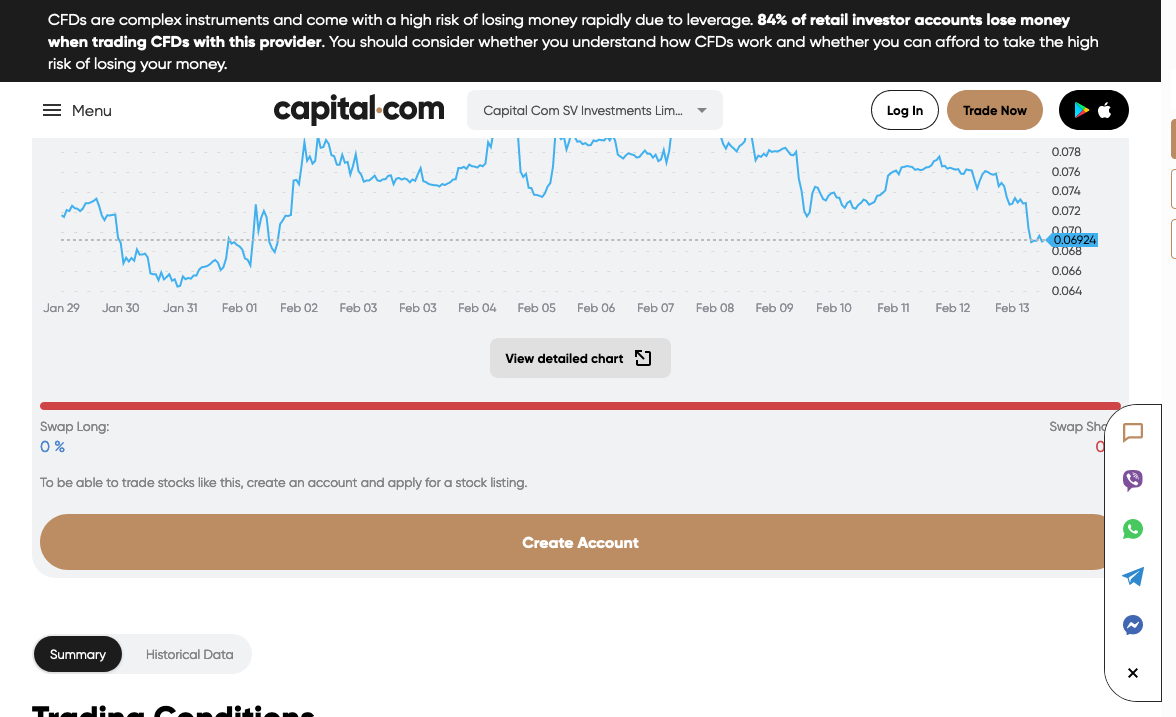 CFDs are complex instruments and come with a high risk of losing money rapidly due to leverage. 84% of retail investor accounts lose money
when trading CFDs with this provider. You should consider whether you understand how CFDs work and whether you can afford to take the high
risk of losing your money.
Menu
capital.com
Capital Com SV Investments Lim...
Log In
Trade Now
0.078
0.076
0.074
0.072
0.070
0.06924
0.068
0.066
0.064
Jan 29 Jan 30 Jan 31 Feb 01 Feb 02 Feb 03 Feb 03 Feb 04 Feb 05 Feb 06 Feb 07 Feb 08 Feb 09 Feb 10 Feb 11 Feb 12 Feb 13
View detailed chart
Swap Long:
0 %
Swap
0
To be able to trade stocks like this, create an account and apply for a stock listing.
Create Account
Summary
Historical Data
Trading Conditions